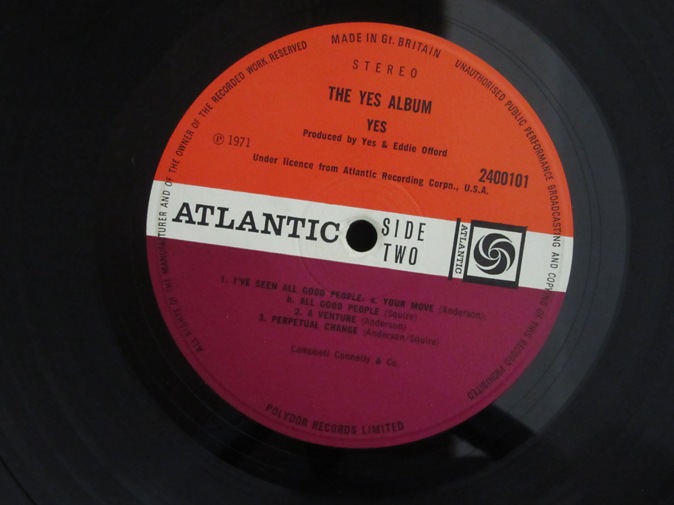 ALL RIGHTS OF THE MANUFACTURER AND OF THE OWNER OF THE RECORDED WORK RESERVED
MADE IN Gt. BRITAIN
UNAUTHORISED PUBLIC PERFORMANCE BROADCASTING AND COPYING OF THIS RECORD PROHIBITED
STEREO
THE YES ALBUM
YES
Produced by Yes & Eddie Offord
℗ 1971
Under licence from Atlantic Recording Corpn., U.S.A.
2400101
ATLANTIC
SIDE
TWO
ATLANTIC
1. I'VE SEEN ALL GOOD PEOPLE: a. YOUR MOVE (Anderson);
b. ALL GOOD PEOPLE (Squire)
2. A VENTURE (Anderson)
3. PERPETUAL CHANGE (Anderson/Squire)
Campbell Connelly & Co.
POLYDOR RECORDS LIMITED